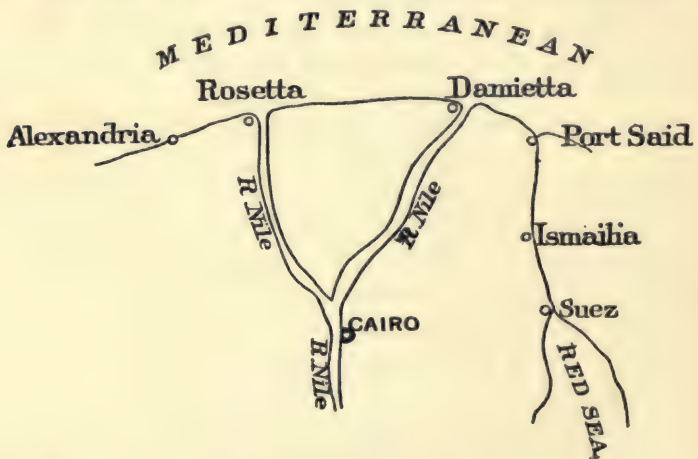 MEDITERRANEAN
Rosetta
Damietta
Alexandria
Port Said
R Nile
R. Nile
Ismailia
Suez
CAIRO
R. Nile
RED SEA.